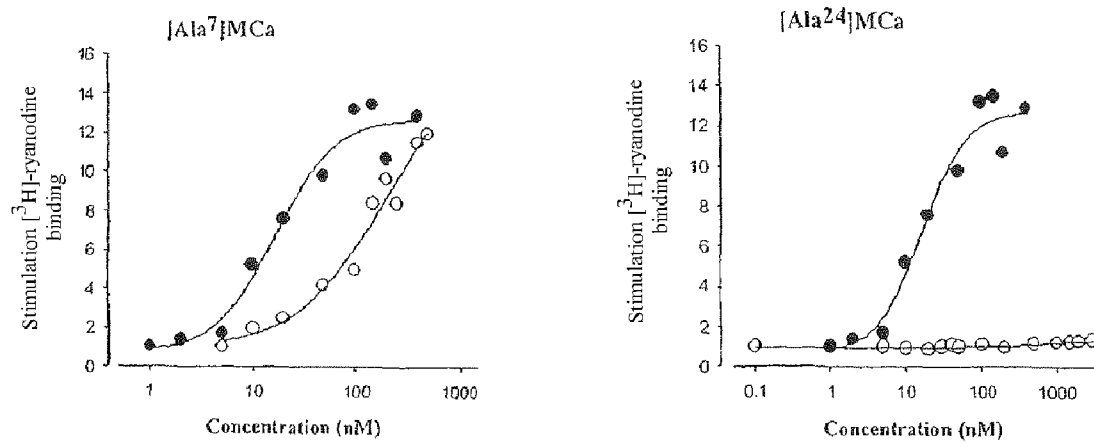 [Ala7]MCa
16
14
12
10
8
6
4
2
0
Stimulation [3H]-ryanodine
binding
1 10 100 1000
Concentration (nM)
[Ala24]MCa
16
14
12
10
8
6
4
2
0
Stimulation [3H]-ryanodine
binding
0.1 1 10 100 1000
Concentration (nM)